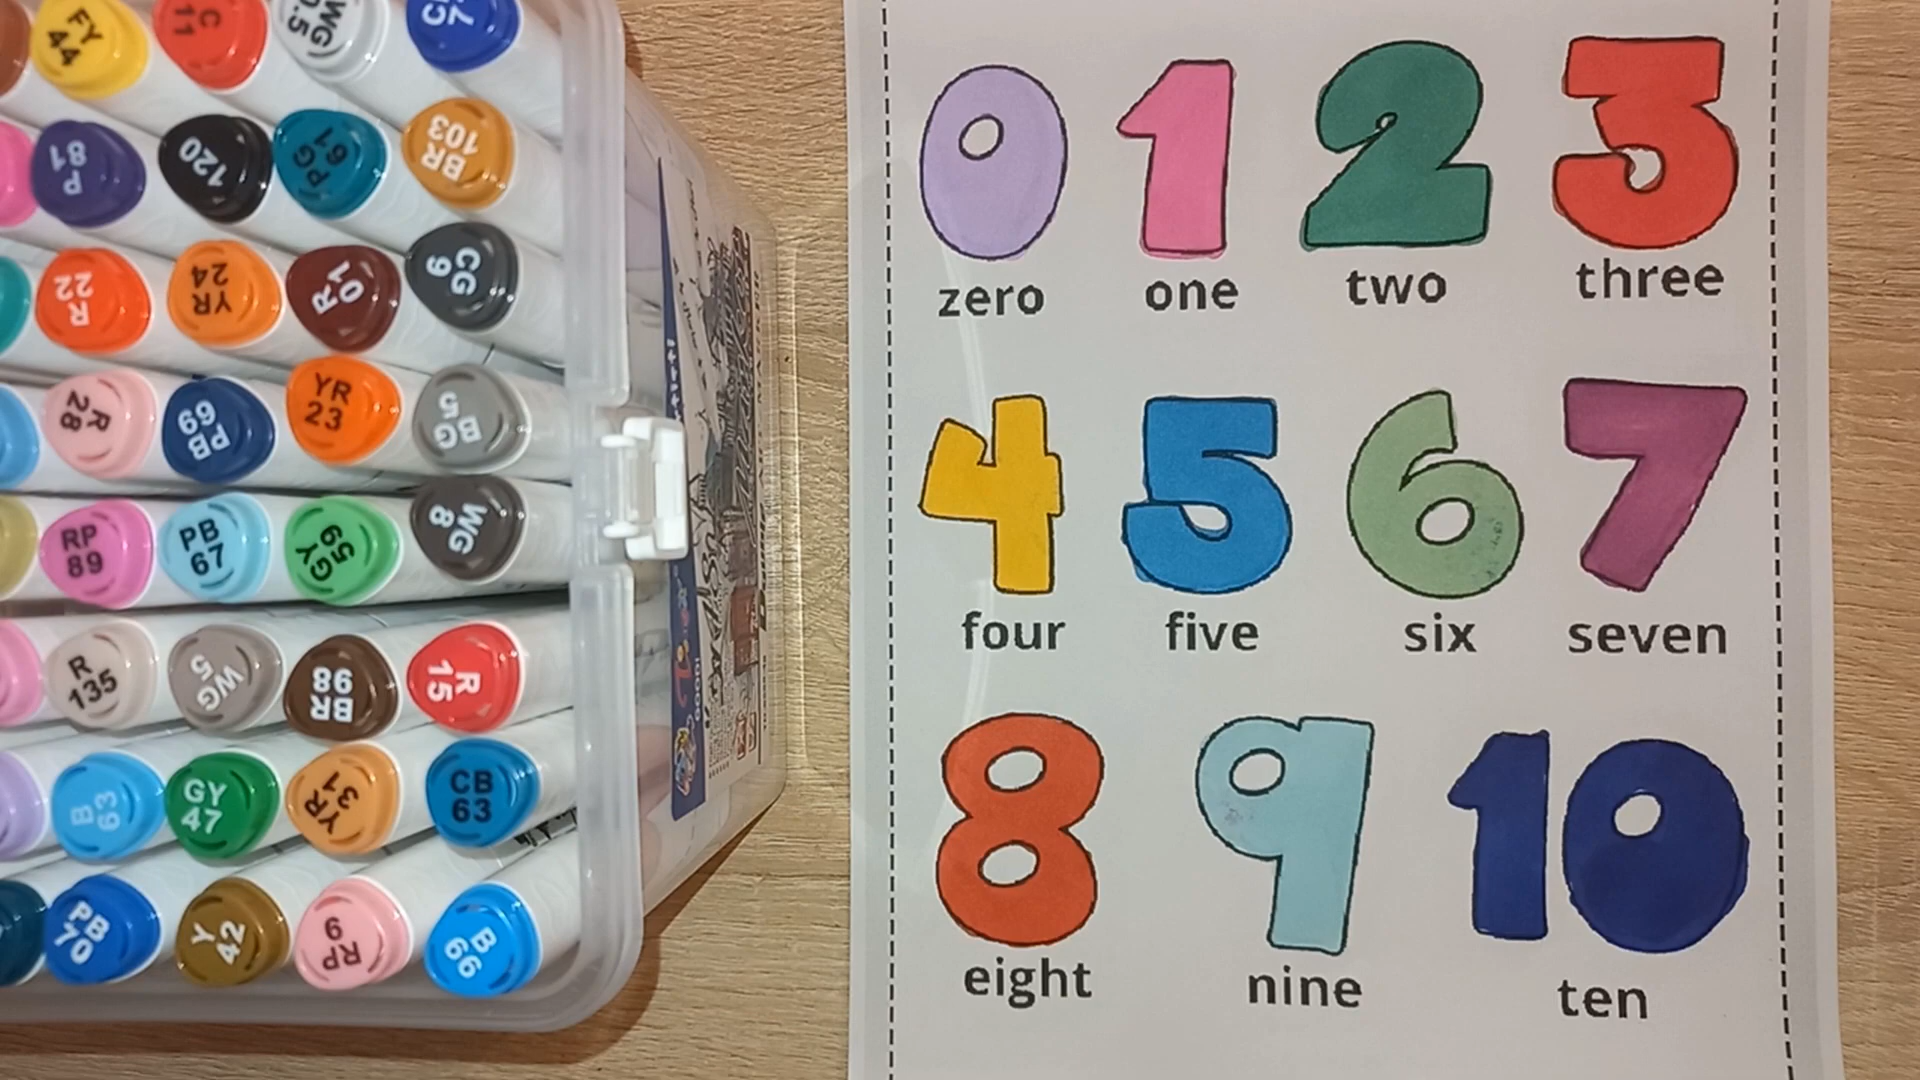 FY 44
C 11
WG 0.5
P 81
120
PG 61
BR 103
R 22
YR 24
R 01
CG 9
R 28
PB 69
YR 23
BG 5
RP 89
PB 67
GY 59
WG 8
R 135
WG 5
BR 98
R 15
B 63
GY 47
YR 31
CB 63
PB 70
Y 42
RP 9
B 66
0 1 2 3
zero one two three
4 5 6 7
four five six seven
8 9 10
eight nine ten